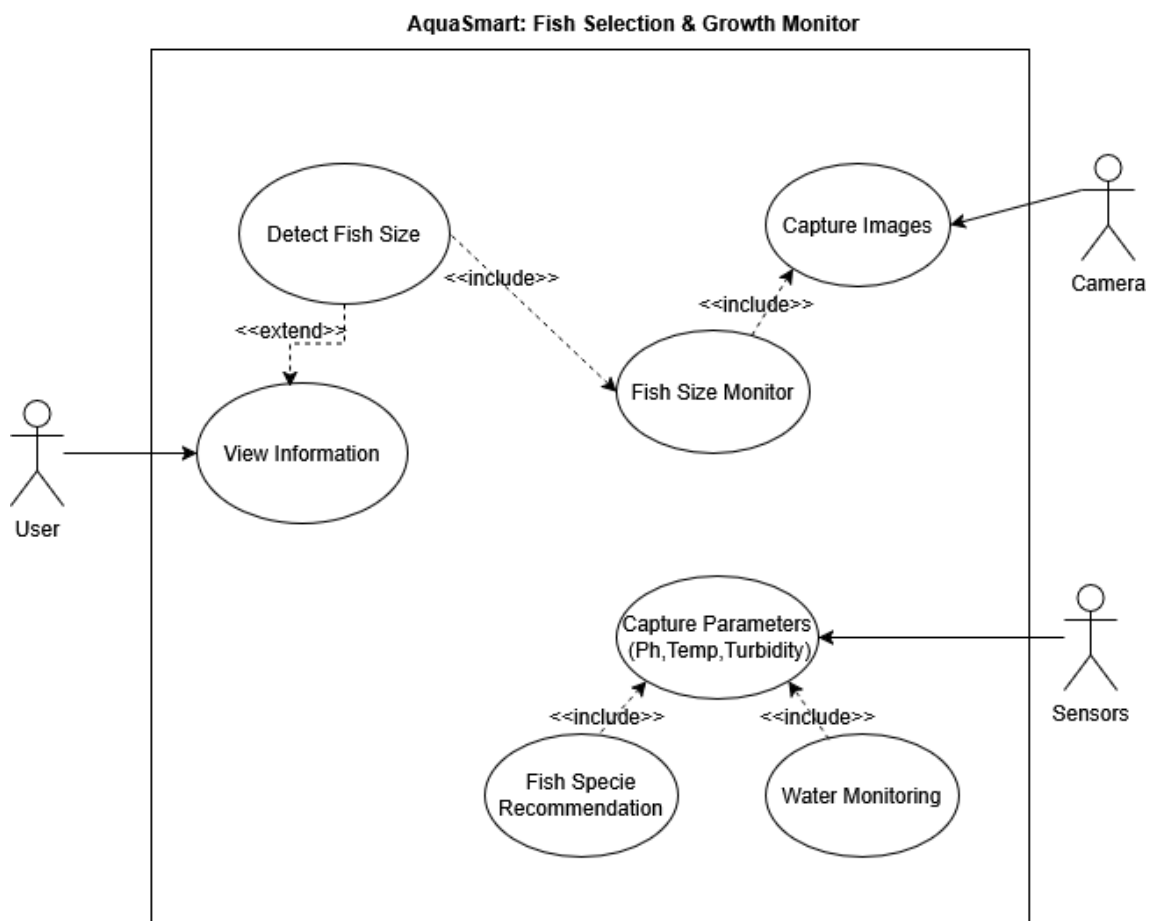 AquaSmart: Fish Selection & Growth Monitor
Detect Fish Size
Capture Images
<<include>>
Camera
<<include>>
<<extend>>
Fish Size Monitor
View Information
User
Capture Parameters
(Ph,Temp,Turbidity)
Sensors
<<include>>
<<include>>
Fish Specie
Recommendation
Water Monitoring